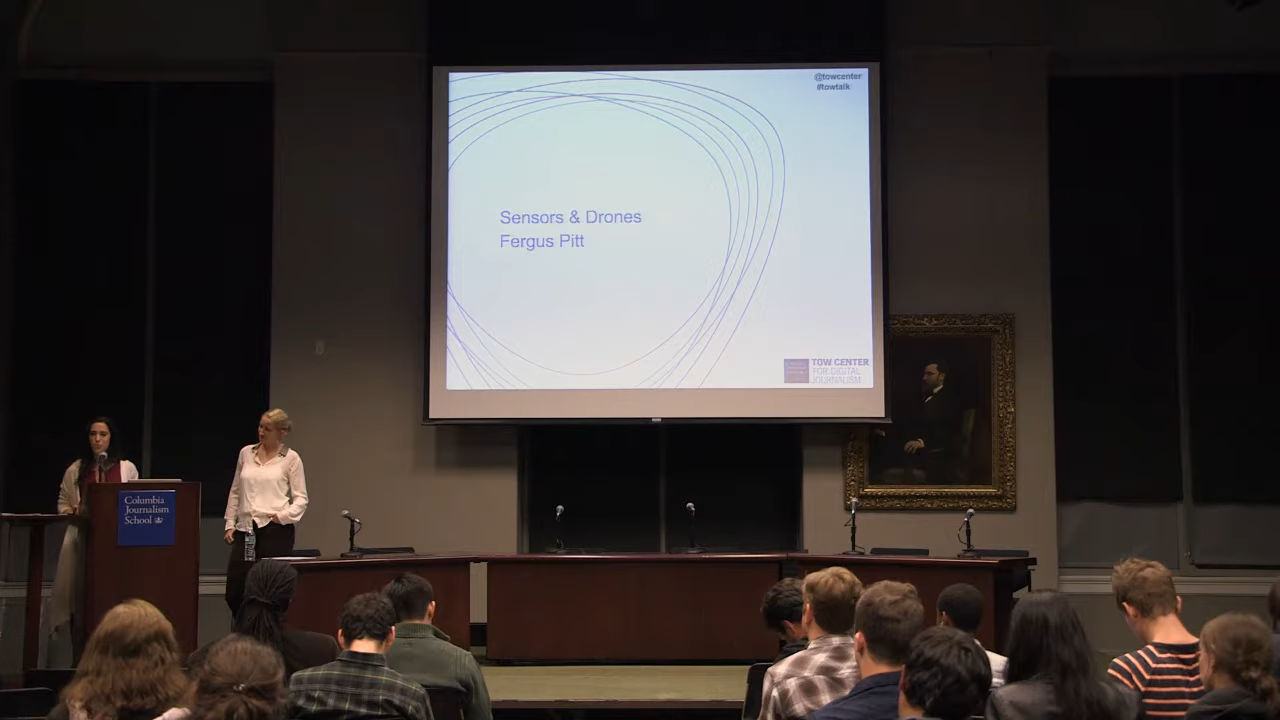 @towcenter
#towtalk
Sensors & Drones
Fergus Pitt
TOW CENTER
FOR DIGITAL
JOURNALISM
Columbia
Journalism
School